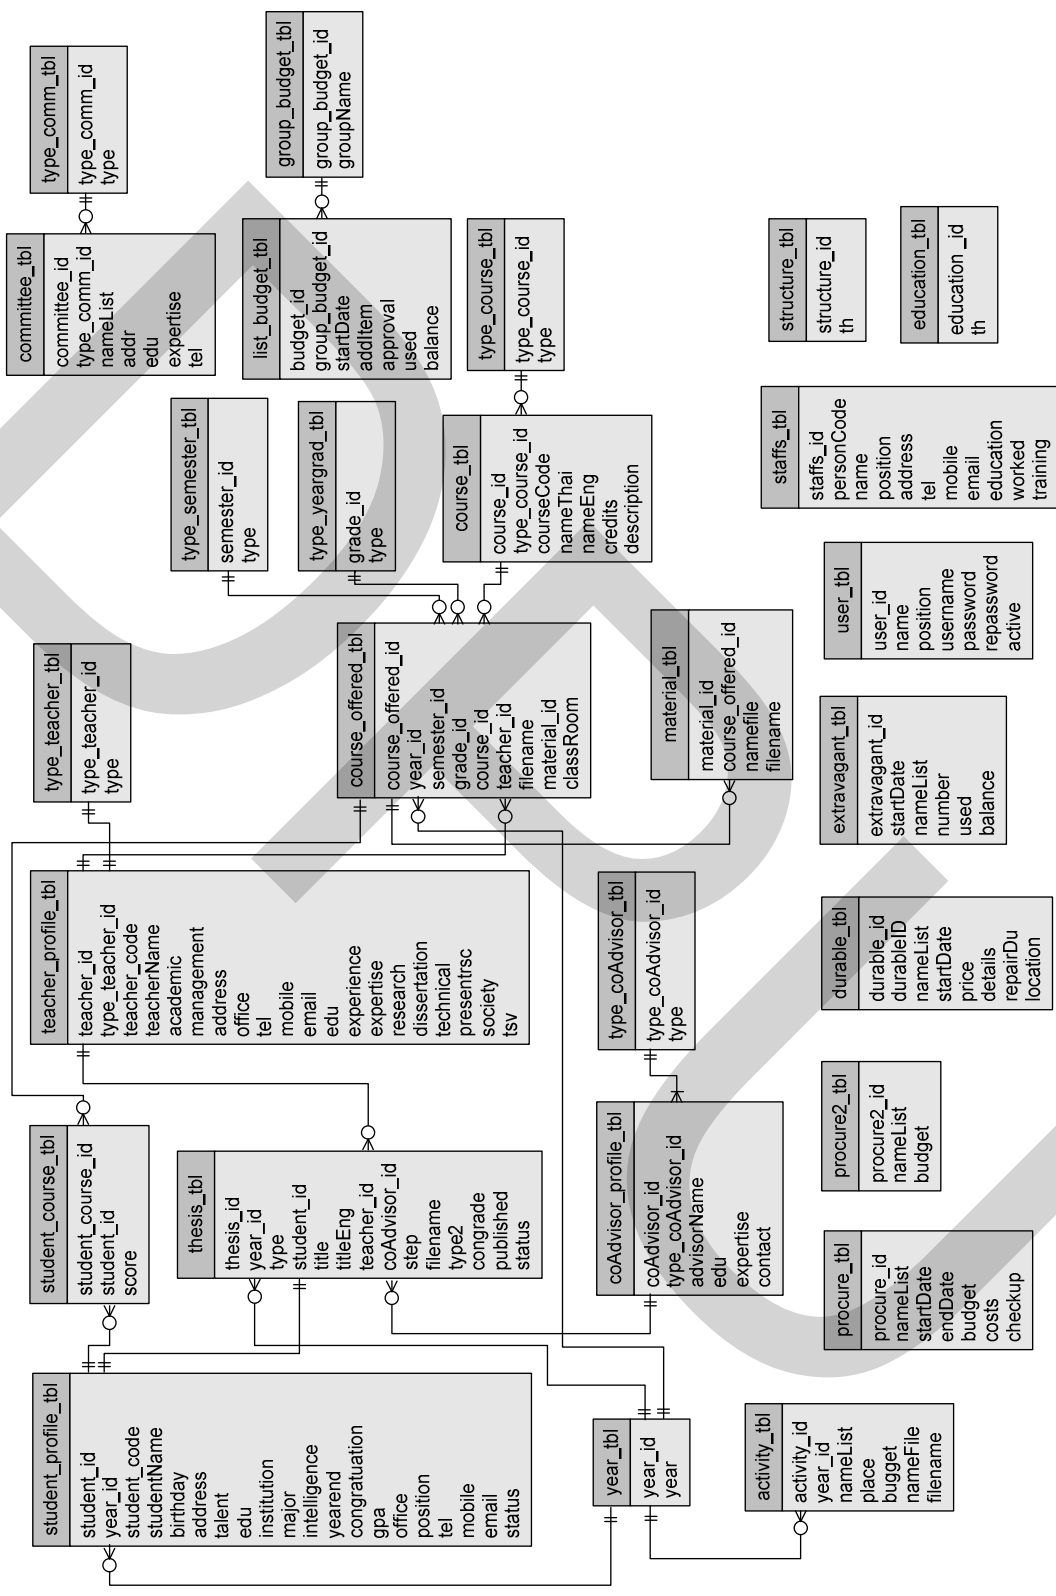 student_profile_tbl
student_id
year_id
student_code
studentName
birthday
address
talent
edu
institution
major
intelligence
yearend
congratuation
gpa
office
position
tel
mobile
email
status
student_course_tbl
student_course_id
student_id
score
teacher_profile_tbl
teacher_id
type_teacher_id
teacher_code
teacherName
academic
management
address
office
tel
mobile
email
edu
experience
expertise
research
dissertation
technical
presentrsc
society
tsv
type_teacher_tbl
type_teacher_id
type
committee_tbl
committee_id
type_comm_id
nameList
addr
edu
expertise
tel
type_comm_tbl
type_comm_id
type
thesis_tbl
thesis_id
year_id
type
student_id
title
titleEng
teacher_id
coAdvisor_id
step
filename
type2
congrade
published
status
type_semester_tbl
semester_id
type
list_budget_tbl
budget_id
group_budget_id
startDate
addItem
approval
used
balance
group_budget_tbl
group_budget_id
groupName
type_yeargrad_tbl
grade_id
type
course_offered_tbl
course_offered_id
year_id
semester_id
grade_id
course_id
teacher_id
filename
material_id
classRoom
course_tbl
course_id
type_course_id
courseCode
nameThai
nameEng
credits
description
type_course_tbl
type_course_id
type
year_tbl
year_id
year
coAdvisor_profile_tbl
coAdvisor_id
type_coAdvisor_id
advisorName
edu
expertise
contact
type_coAdvisor_tbl
type_coAdvisor_id
type
material_tbl
material_id
course_offered_id
namefile
filename
activity_tbl
activity_id
year_id
nameList
place
bugget
nameFile
filename
procure_tbl
procure_id
nameList
startDate
endDate
budget
costs
checkup
procure2_tbl
procure2_id
nameList
budget
durable_tbl
durable_id
durableID
nameList
startDate
price
details
repairDu
location
extravagant_tbl
extravagant_id
startDate
nameList
number
used
balance
user_tbl
user_id
name
position
username
password
repassword
active
staffs_tbl
staffs_id
personCode
name
position
address
tel
mobile
email
education
worked
training
structure_tbl
structure_id
th
education_tbl
education _id
th